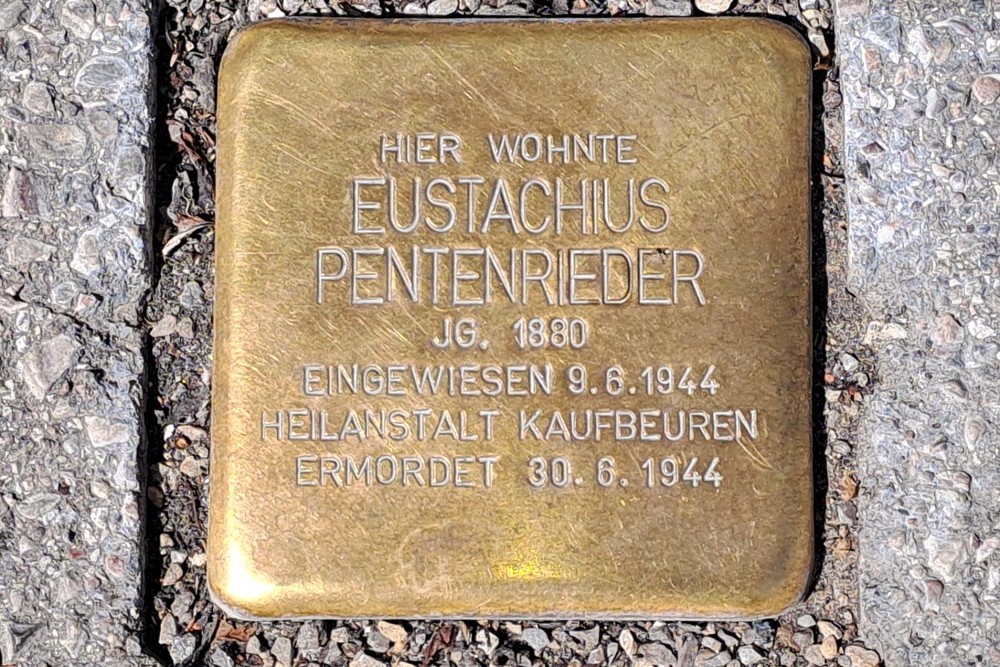 HIER WOHNTE
EUSTACHIUS
PENTENRIEDER
JG. 1880
EINGEWIESEN 9.6.1944
HEILANSTALT KAUFBEUREN
ERMORDET 30.6.1944